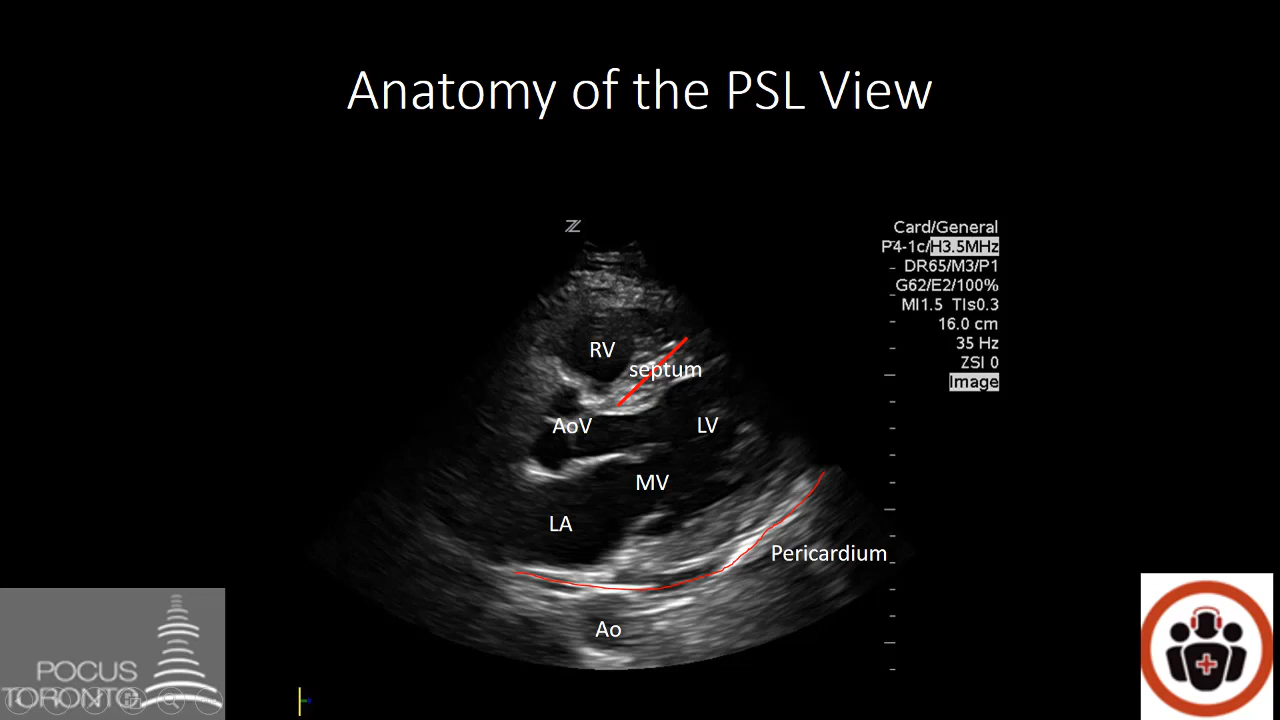 Anatomy of the PSL View
Z
Card/General
P4-1c/H3.5MHz
DR65/M3/P1
G62/E2/100%
MI1.5 TIs0.3
16.0 cm
35 Hz
ZSI 0
Image
RV
septum
AoV
LV
MV
LA
Pericardium
Ao
POCUS
TORONTO